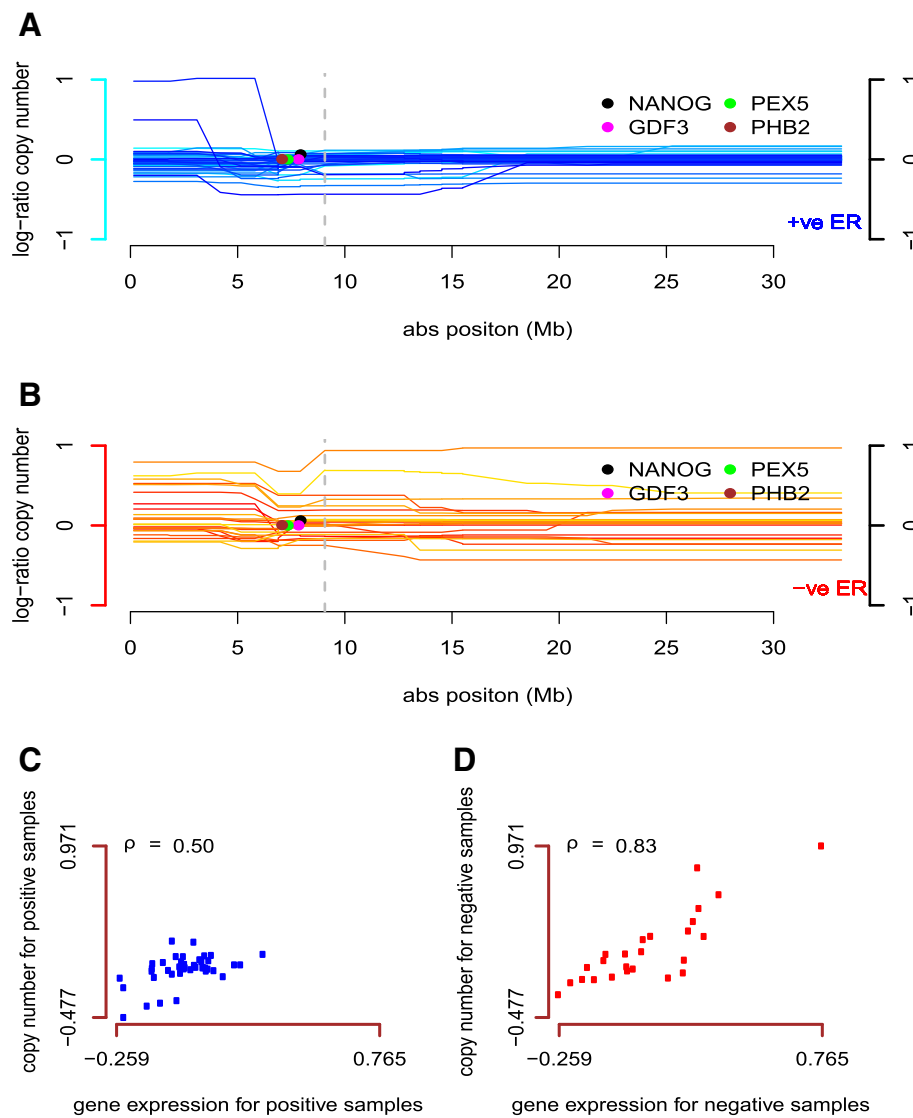 A
log−ratio copy number
1
0
−1
NANOG
PEX5
GDF3
PHB2
+ve ER
1
0
−1
0 5 10 15 20 25 30
abs positon (Mb)
B
log−ratio copy number
1
0
−1
NANOG
PEX5
GDF3
PHB2
−ve ER
1
0
−1
0 5 10 15 20 25 30
abs positon (Mb)
C
copy number for positive samples
0.971
−0.477
ρ = 0.50
−0.259 0.765
gene expression for positive samples
D
copy number for negative samples
0.971
−0.477
ρ = 0.83
−0.259 0.765
gene expression for negative samples